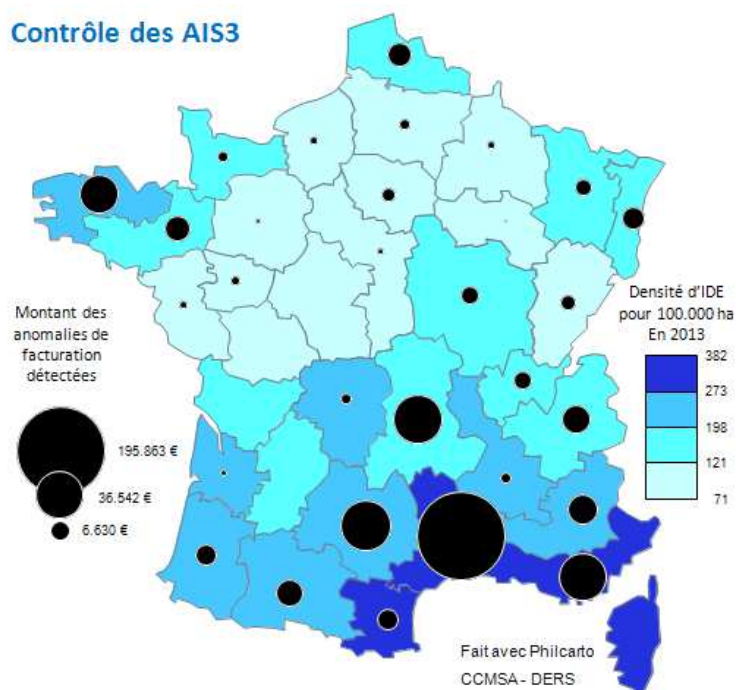 Contrôle des AIS3
Montant des
anomalies de
facturation
détectées
195.863 €
36.542 €
6.630 €
Densité d'IDE
pour 100.000 ha
En 2013
382
273
198
121
71
Fait avec Philcarto
CCMSA - DERS